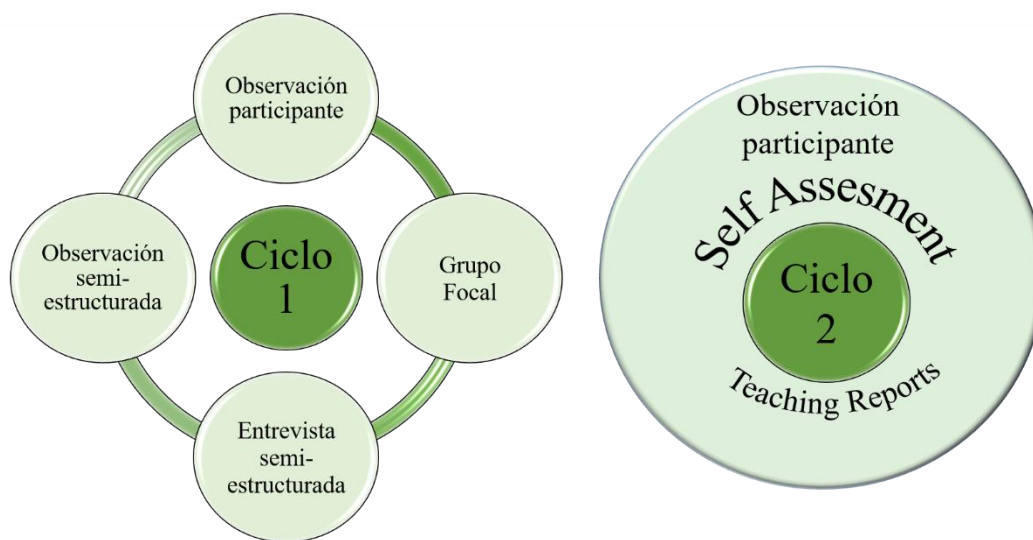 Observación
participante
Observación
semi-
estructurada
Ciclo
1
Grupo
Focal
Entrevista
semi-
estructurada
Observación
participante
Self Assesment
Ciclo
2
Teaching Reports